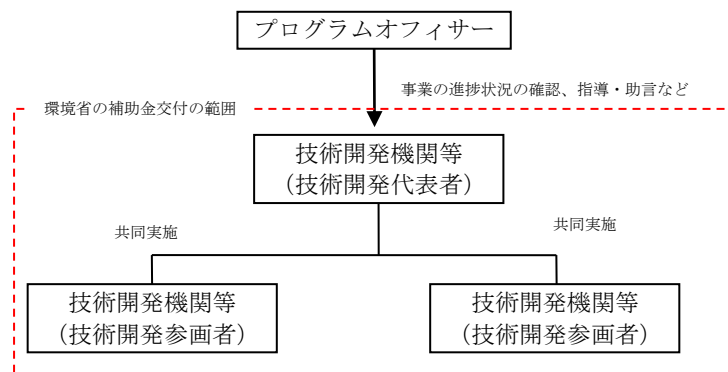 プログラムオフィサー
事業の進捗状況の確認、指導・助言など
環境省の補助金交付の範囲
技術開発機関等
（技術開発代表者）
共同実施
共同実施
技術開発機関等
（技術開発参画者）
技術開発機関等
（技術開発参画者）